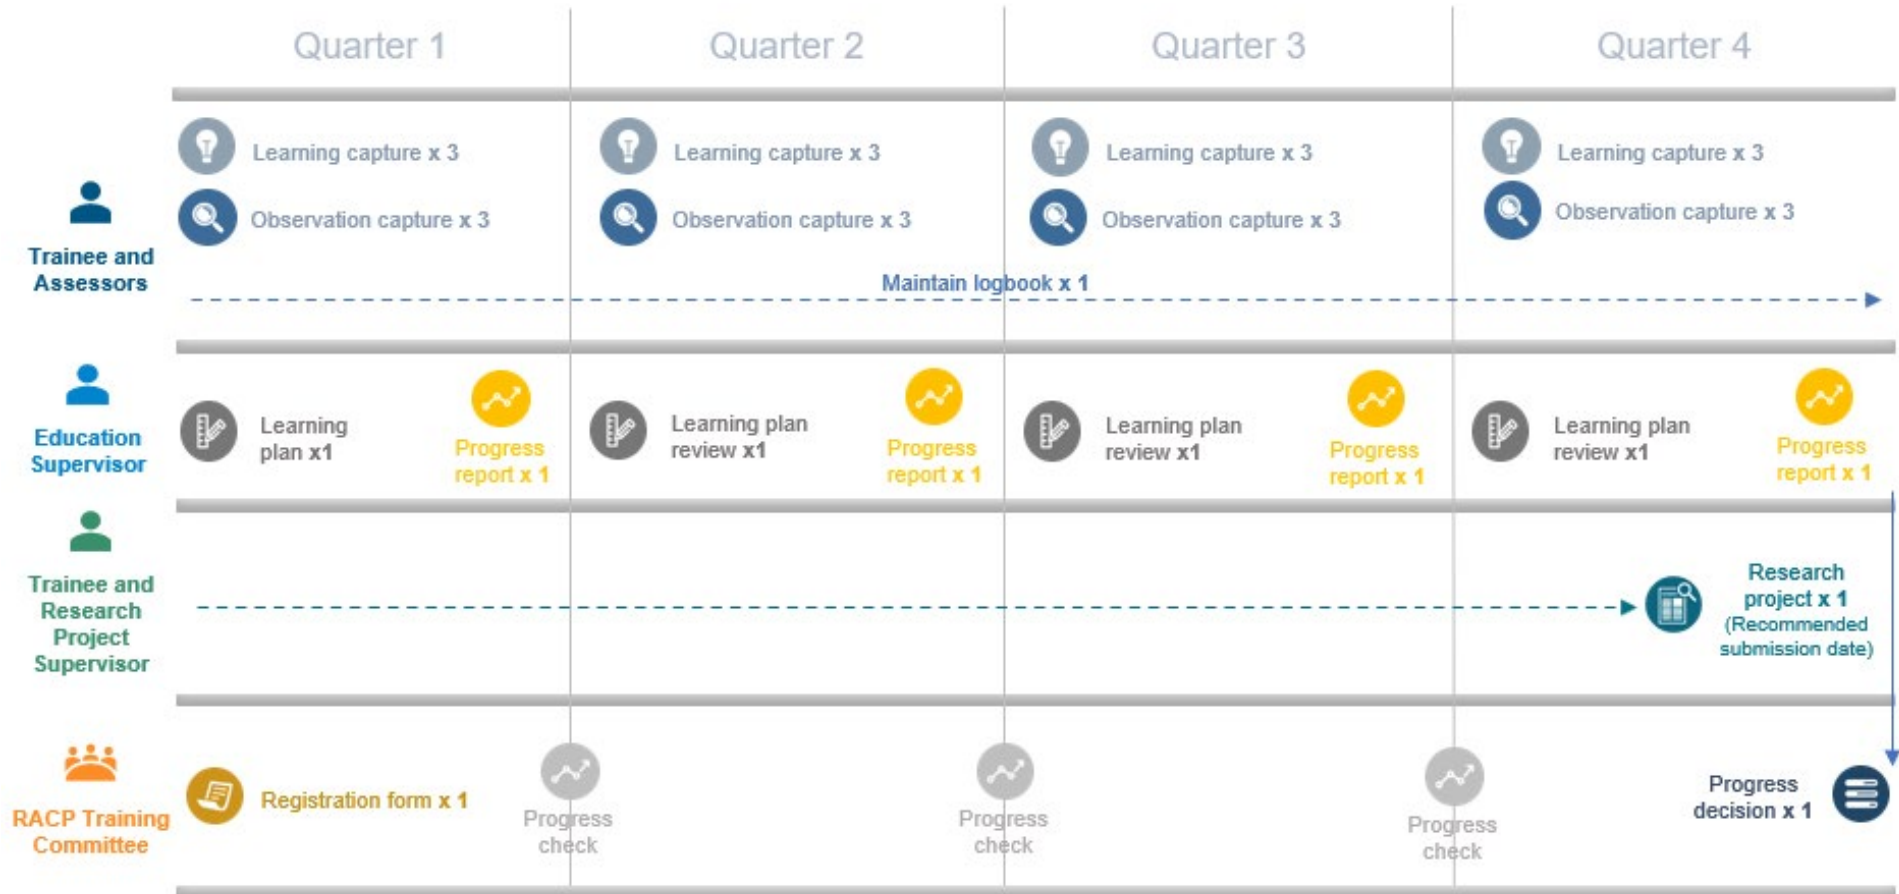 Quarter 1
Quarter 2
Quarter 3
Quarter 4
Trainee and
Assessors
Learning capture x 3
Learning capture x 3
Learning capture x 3
Learning capture x 3
Observation capture x 3
Observation capture x 3
Observation capture x 3
Observation capture x 3
Maintain logbook x 1
Education
Supervisor
Learning
plan x1
Progress
report x 1
Learning plan
review x1
Progress
report x 1
Learning plan
review x1
Progress
report x 1
Learning plan
review x1
Progress
report x 1
Trainee and
Research
Project
Supervisor
Research
project x 1
(Recommended
submission date)
RACP Training
Committee
Registration form x 1
Progress
check
Progress
check
Progress
check
Progress
decision x 1